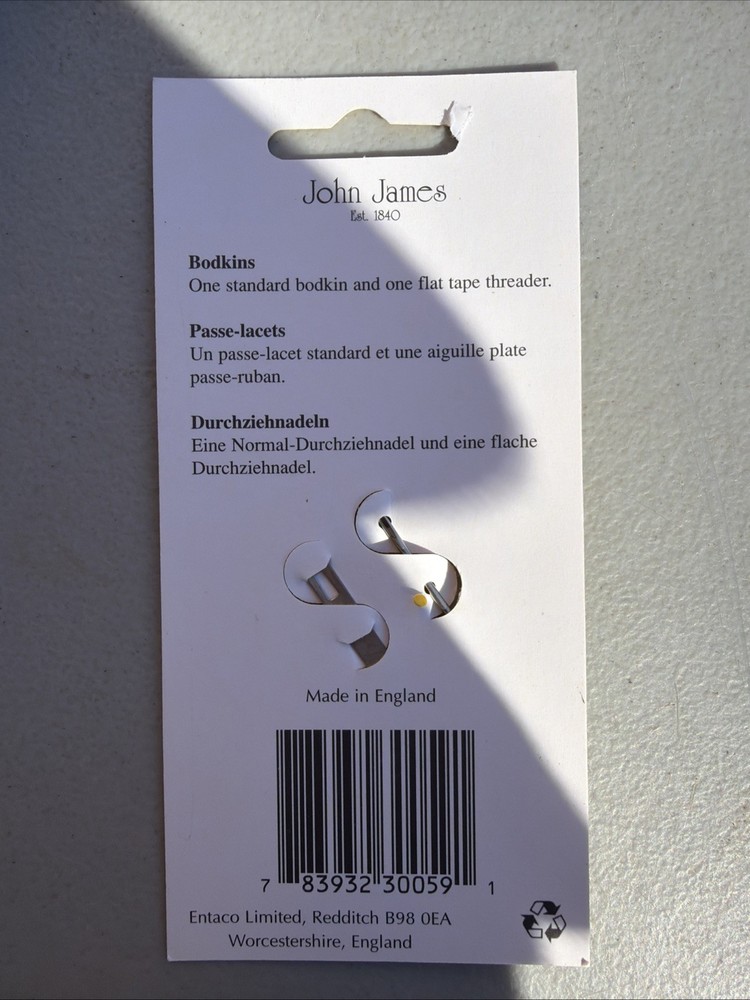 John James
Est. 1840
Bodkins
One standard bodkin and one flat tape threader.
Passe-lacets
Un passe-lacet standard et une aiguille plate
passe-ruban.
Durchziehnadeln
Eine Normal-Durchziehnadel und eine flache
Durchziehnadel.
Made in England
7 83932 30059 1
Entaco Limited, Redditch B98 0EA
Worcestershire, England